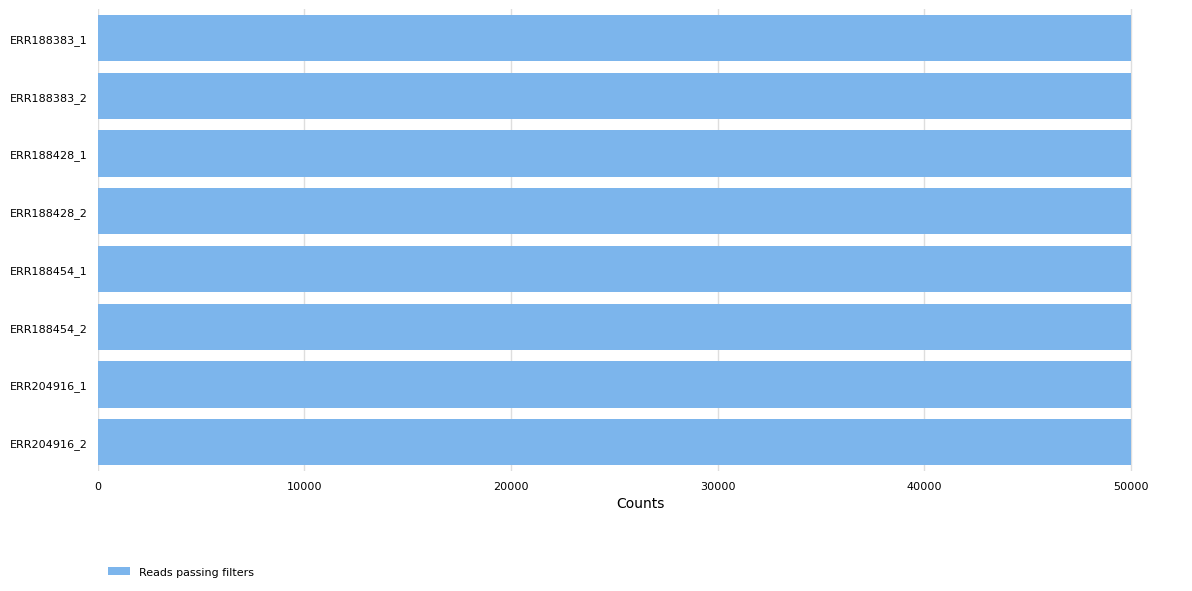 ERR188383_1
ERR188383_2
ERR188428_1
ERR188428_2
ERR188454_1
ERR188454_2
ERR204916_1
ERR204916_2
0 10000 20000 30000 40000 50000
Counts
Reads passing filters